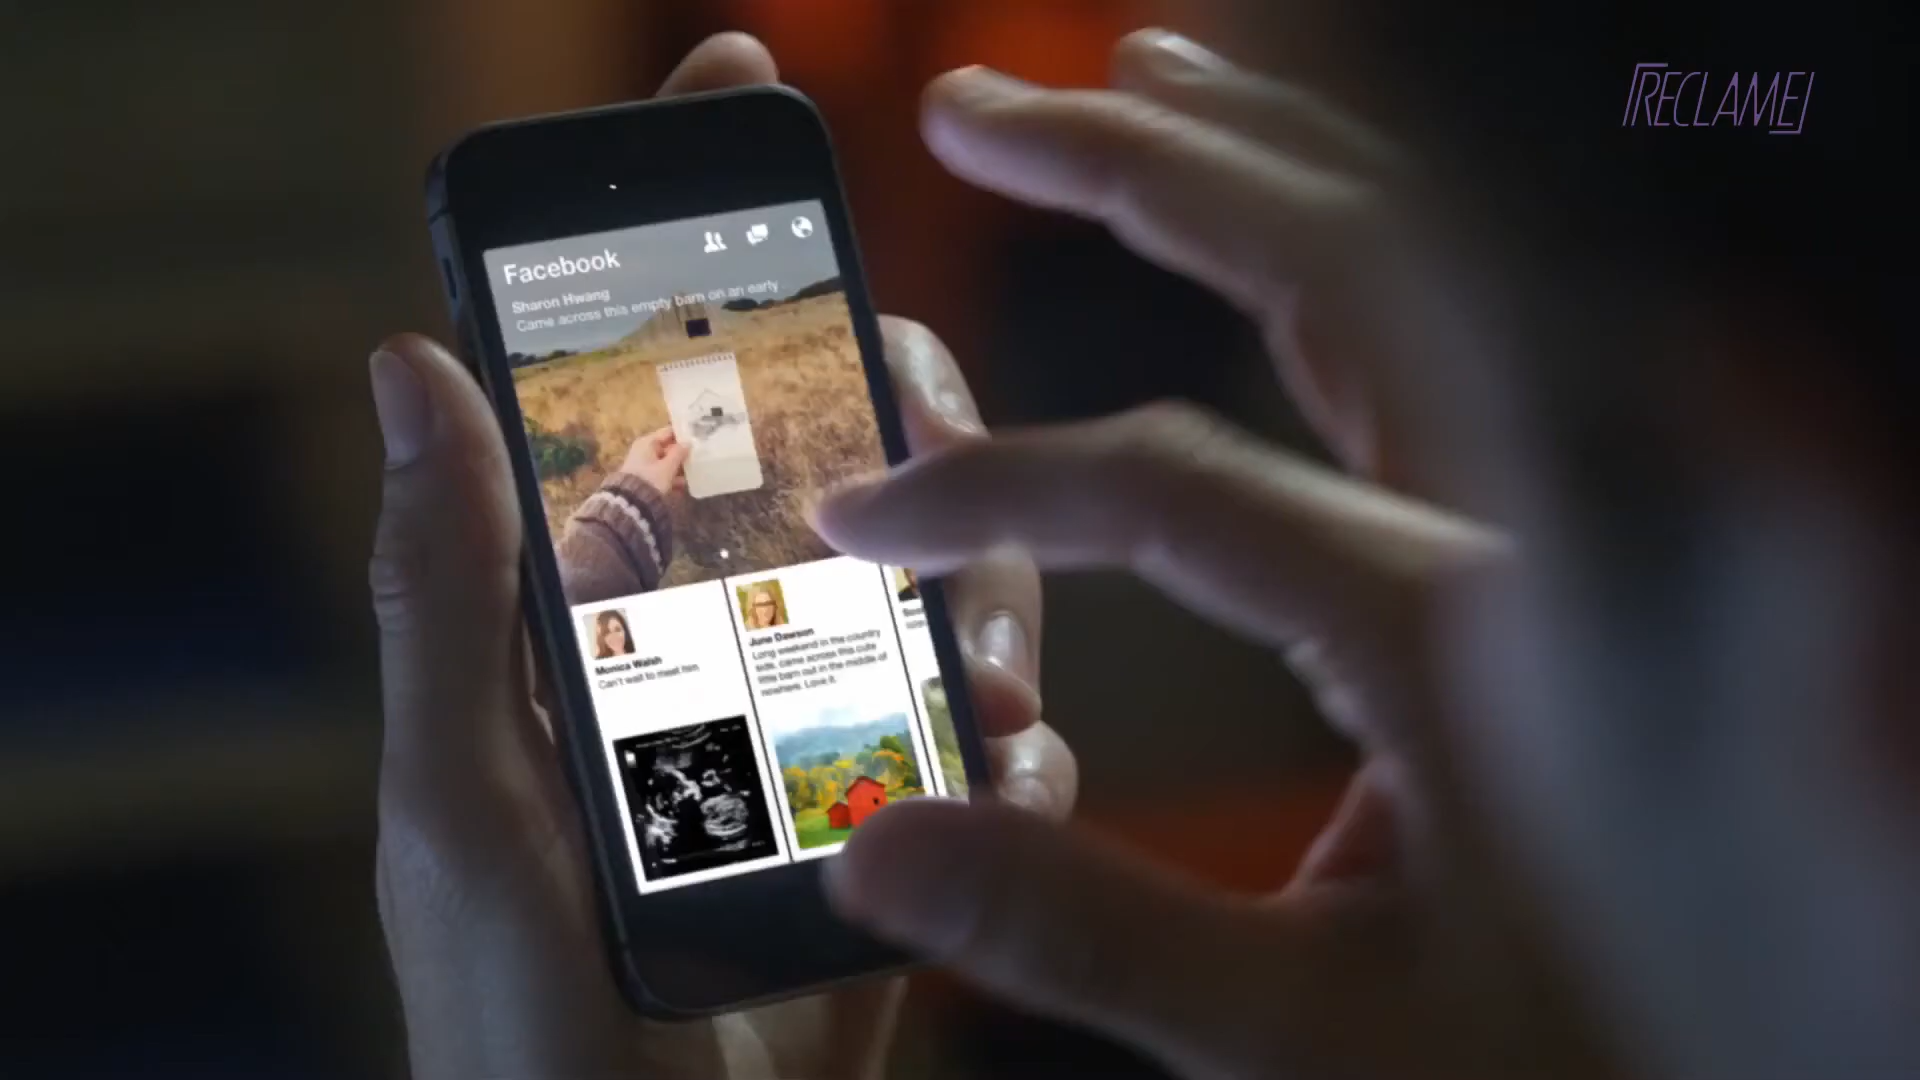 RECLAME
Facebook
Sharon Hwang
Came across this empty barn on an early
Monica Walsh
Can't wait to meet him
June Dawson
Long weekend in the country
side, came across this cute
little barn out in the middle of
nowhere. Love it.